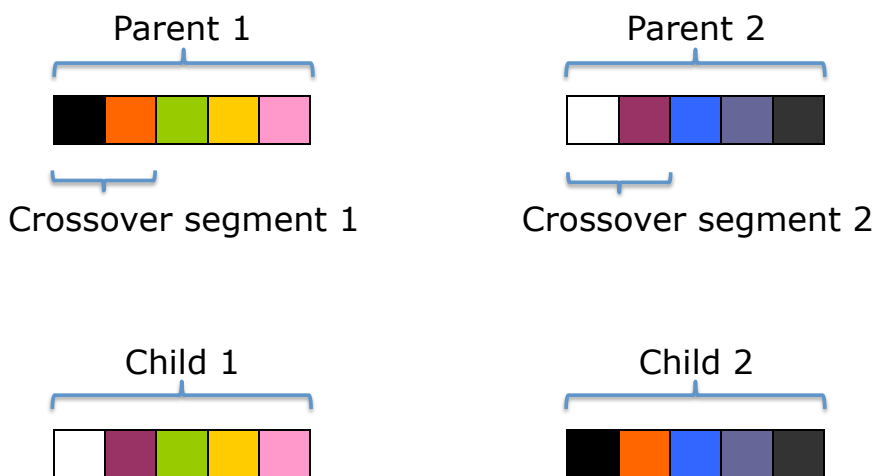 Parent 1
Parent 2
Crossover segment 1
Crossover segment 2
Child 1
Child 2